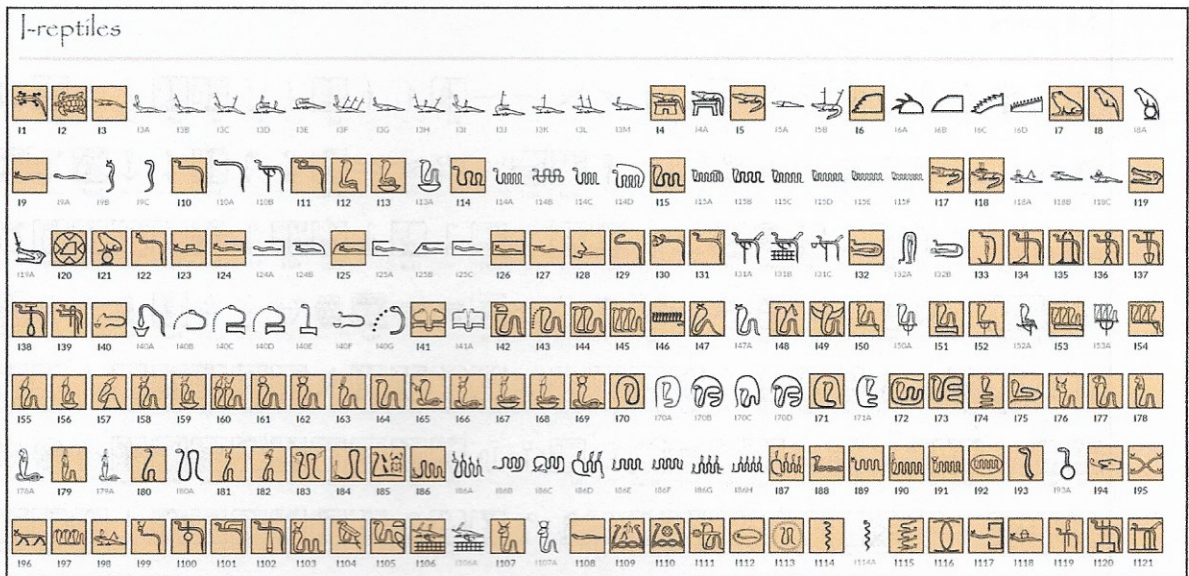 I-reptiles
I1 I2 I3 I3A I3B I3C I3D I3E I3F I3G I3H I3I I3J I3K I3L I3M I4 I4A I5 I5A I5B I6 I6A I6B I6C I6D I7 I8 I8A
I9 I9A I9B I9C I10 I10A I10B I11 I12 I13 I13A I14 I14A I14B I14C I14D I15 I15A I15B I15C I15D I15E I15F I17 I18 I18A I18B I18C I19
I19A I20 I21 I22 I23 I24 I24A I24B I25 I25A I25B I25C I26 I27 I28 I29 I30 I31 I31A I31B I31C I32 I32A I32B I33 I34 I35 I36 I37
I38 I39 I40 I40A I40B I40C I40D I40E I40F I40G I41 I41A I42 I43 I44 I45 I46 I47 I47A I48 I49 I50 I50A I51 I52 I52A I53 I53A I54
I55 I56 I57 I58 I59 I60 I61 I62 I63 I64 I65 I66 I67 I68 I69 I70 I70A I70B I70C I70D I71 I71A I72 I73 I74 I75 I76 I77 I78
I78A I79 I79A I80 I80A I81 I82 I83 I84 I85 I86 I86A I86B I86C I86D I86E I86F I86G I86H I87 I88 I89 I90 I91 I92 I93 I93A I94 I95
I96 I97 I98 I99 I100 I101 I102 I103 I104 I105 I106 I106A I107 I107A I108 I109 I110 I111 I112 I113 I114 I114A I115 I116 I117 I118 I119 I120 I121